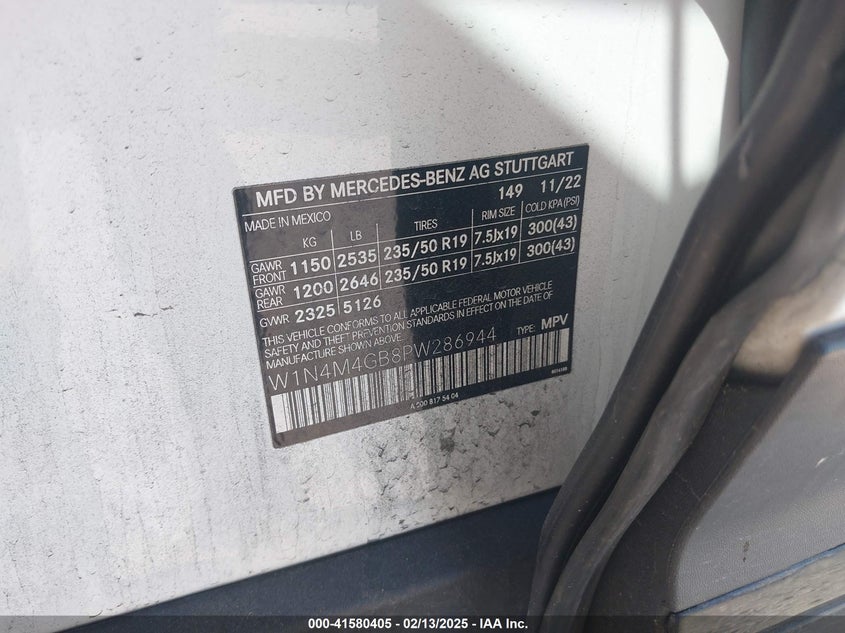 MFD BY MERCEDES-BENZ AG STUTTGART
MADE IN MEXICO 149 11/22
KG LB TIRES RIM SIZE COLD KPA(PSI)
GAWR FRONT 1150 2535 235/50 R19 7.5Jx19 300(43)
GAWR REAR 1200 2646 235/50 R19 7.5Jx19 300(43)
GVWR 2325 5126
THIS VEHICLE CONFORMS TO ALL APPLICABLE FEDERAL MOTOR VEHICLE
SAFETY AND THEFT PREVENTION STANDARDS IN EFFECT ON THE DATE OF
MANUFACTURE SHOWN ABOVE. TYPE: MPV
W1N4M4GB8PW286944
A 000 817 54 04
000-41580405 - 02/13/2025 - IAA Inc.